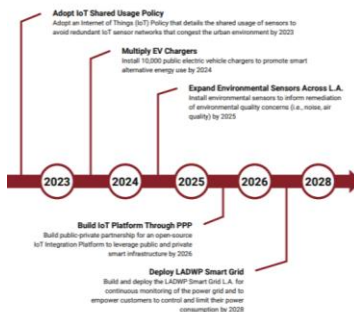 Adopt IoT Shared Usage Policy
Adopt an Internet of Things (IoT) Policy that details the shared usage of sensors to
avoid redundant IoT sensor networks that congest the urban environment by 2023
Multiply EV Chargers
Install 10,000 public electric vehicle chargers to promote smart
alternative energy use by 2024
Expand Environmental Sensors Across L.A.
Install environmental sensors to inform remediation
of environmental quality concerns (i.e., noise, air
quality) by 2025
2023
2024
2025
2026
2028
Build IoT Platform Through PPP
Build public-private partnership for an open-source
IoT Integration Platform to leverage public and private
smart infrastructure by 2026
Deploy LADWP Smart Grid
Build and deploy the LADWP Smart Grid L.A. for
continuous monitoring of the power grid and to
empower customers to control and limit their power
consumption by 2028